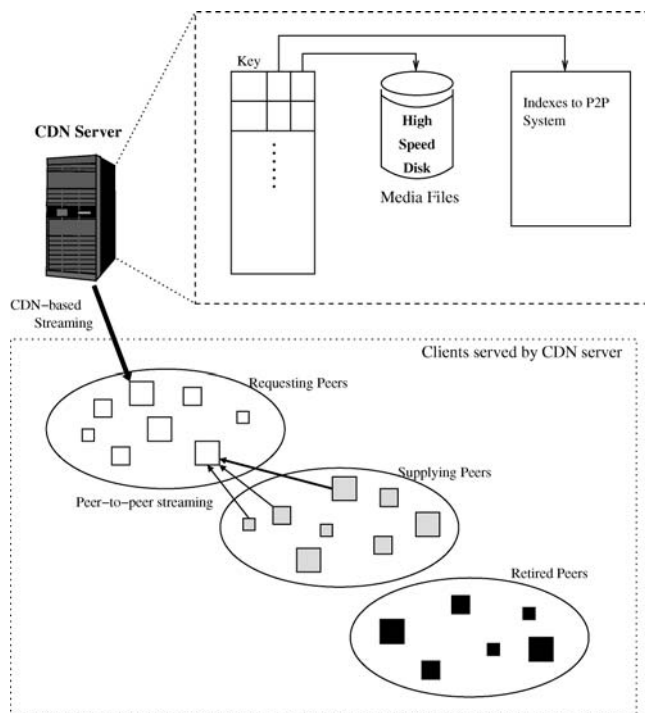 Key
CDN Server
High
Speed
Disk
Media Files
Indexes to P2P
System
CDN-based
Streaming
Clients served by CDN server
Requesting Peers
Peer-to-peer streaming
Supplying Peers
Retired Peers